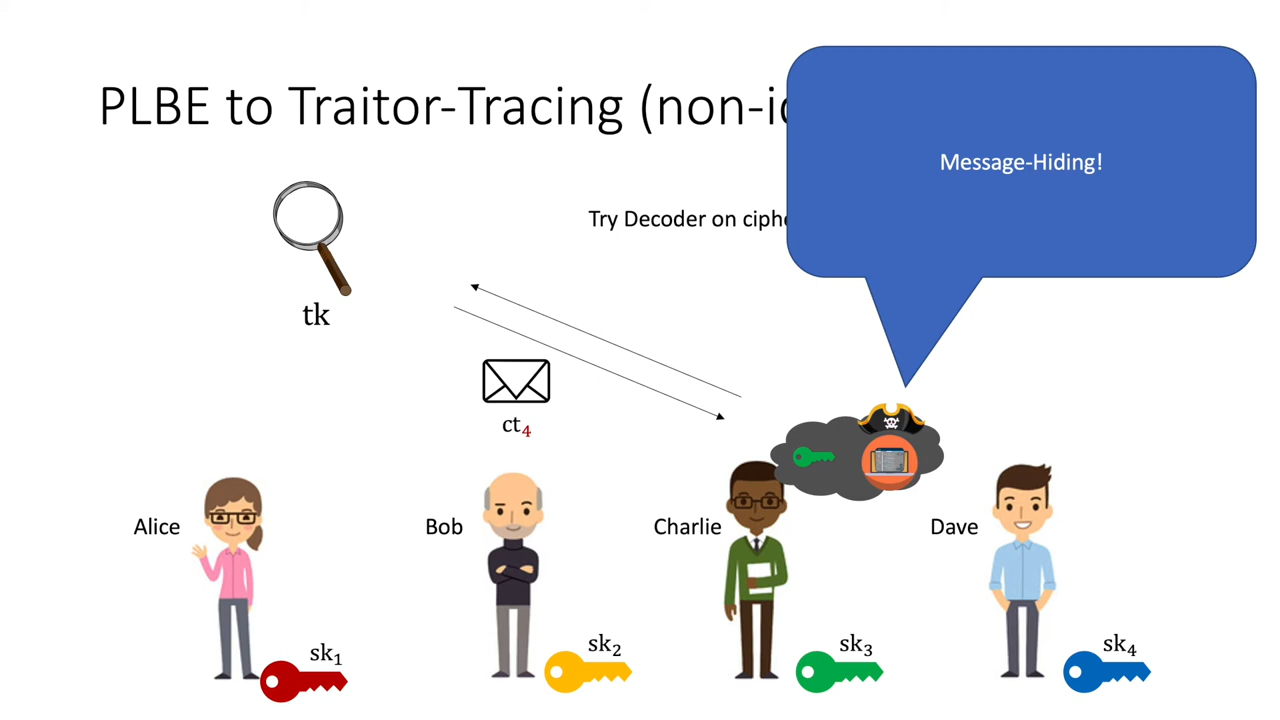 PLBE to Traitor-Tracing (non-i
Message-Hiding!
Try Decoder on ciphe
tk
ct₄
Alice
Bob
Charlie
Dave
sk₁
sk₂
sk₃
sk₄